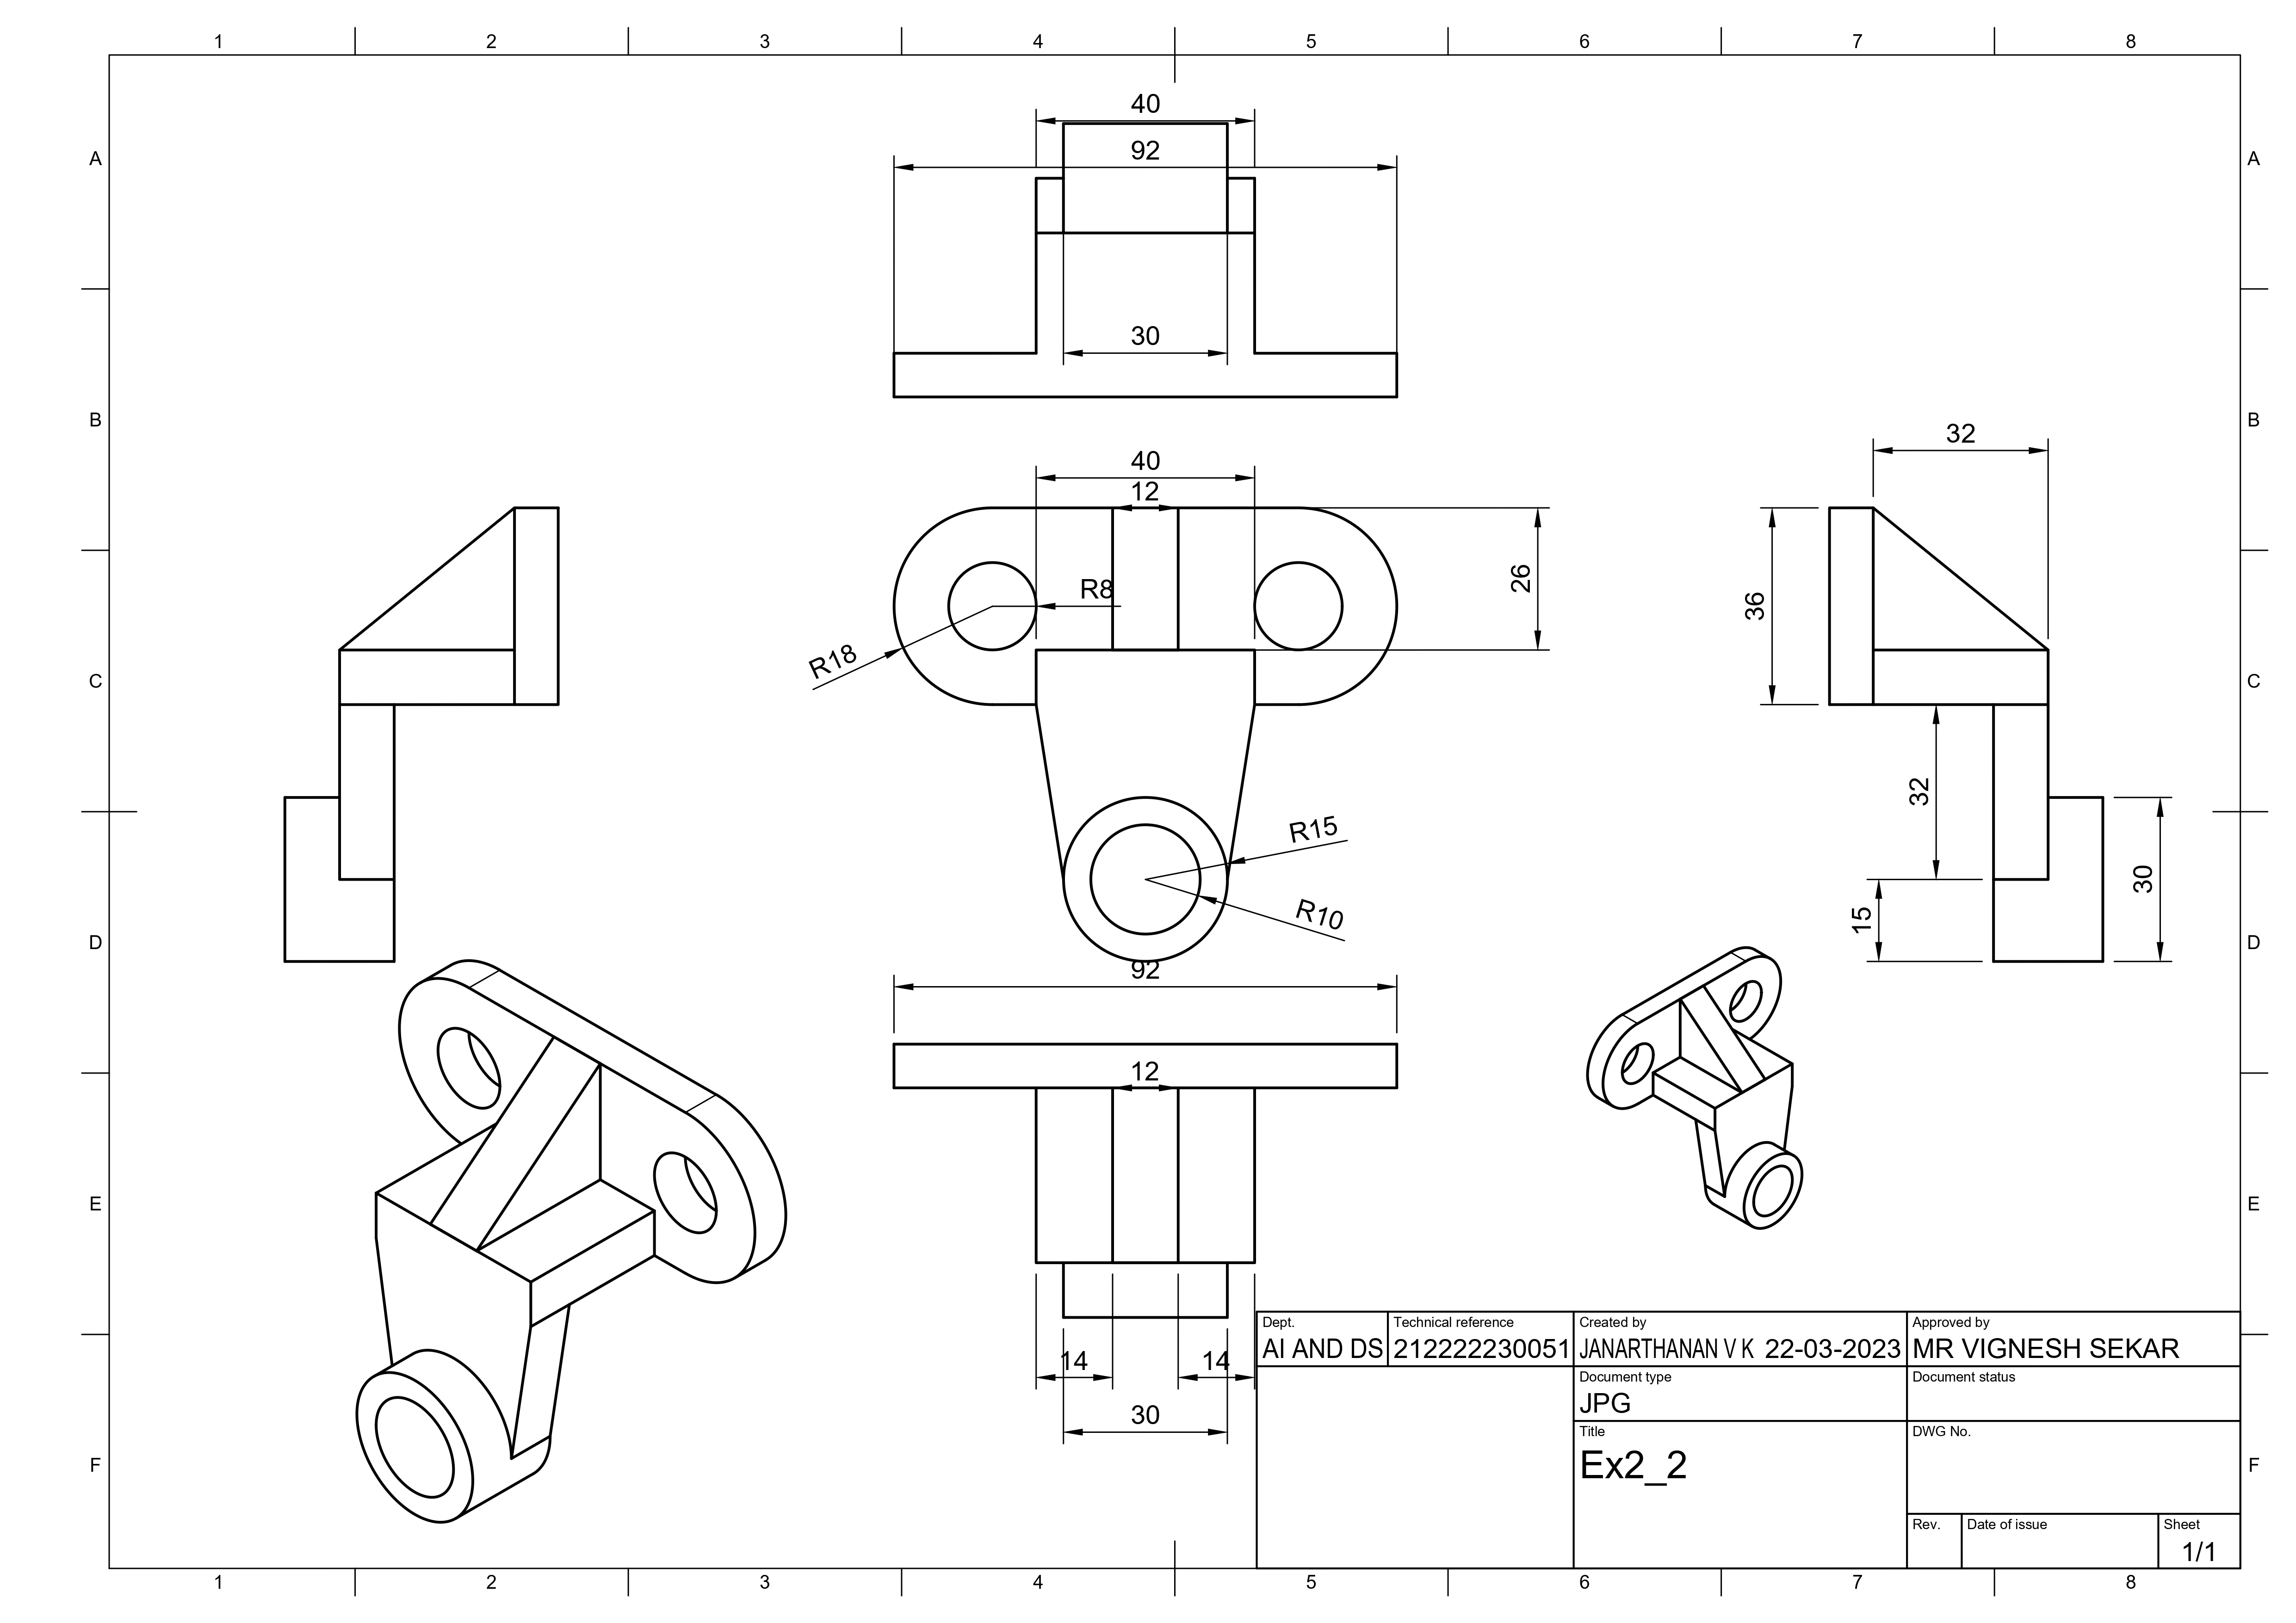 1 2 3 4 5 6 7 8
40
A 92 A
30
B 32 B
40
12
26
36
R8
R18
C C
32
R15
30
15
R10
D D
92
12
E E
Dept. Technical reference Created by Approved by
AI AND DS 212222230051 JANARTHANAN V K 22-03-2023 MR VIGNESH SEKAR
14 14
Document type Document status
JPG
30
Title DWG No.
Ex2_2
F F
Rev. Date of issue Sheet
1/1
1 2 3 4 5 6 7 8